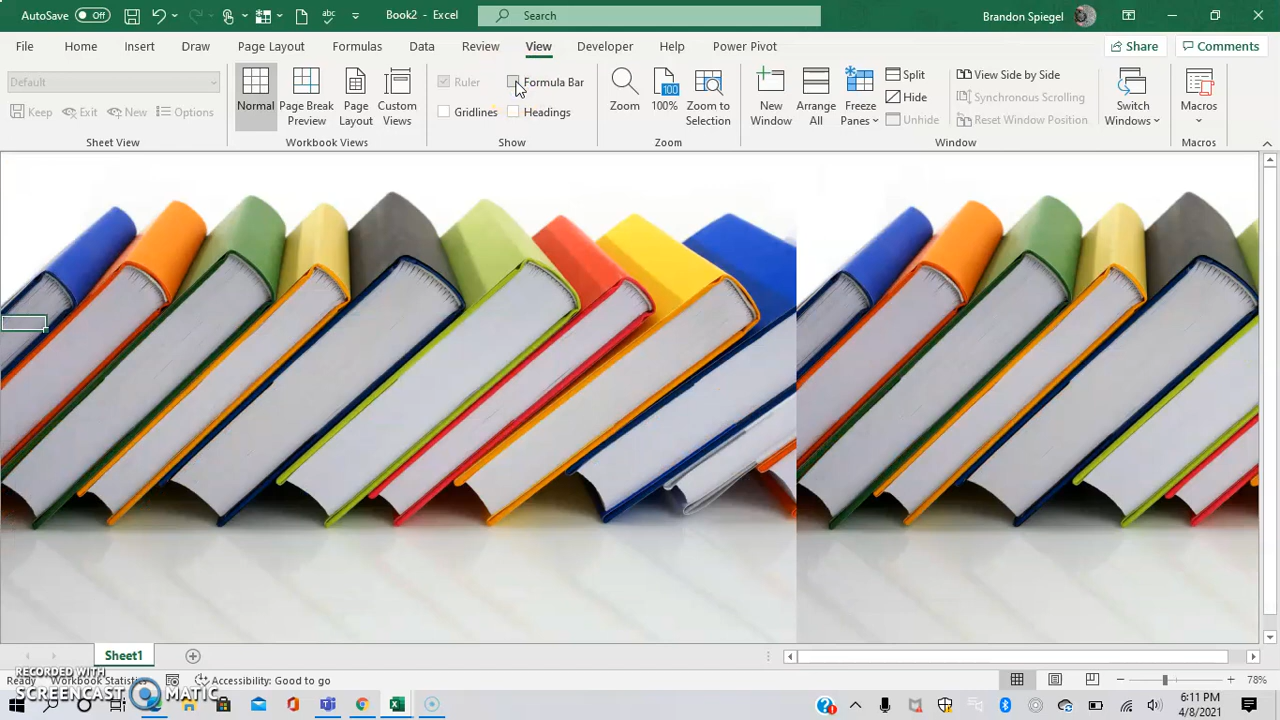 AutoSave Off Book2 - Excel Search Brandon Spiegel
File Home Insert Draw Page Layout Formulas Data Review View Developer Help Power Pivot Share Comments
Default
Keep Exit New Options
Sheet View
Normal Page Break Preview Page Layout Custom Views
Workbook Views
Ruler Formula Bar
Gridlines Headings
Show
Zoom 100 100% Zoom to Selection
Zoom
New Window Arrange All Freeze Panes
Split
Hide
Unhide
View Side by Side
Synchronous Scrolling
Reset Window Position
Switch Windows
Window
Macros
Macros
Sheet1
Ready Workbook Statistics Accessibility: Good to go 78%
RECORDED WITH
SCREENCAST MATIC
6:11 PM
4/8/2021